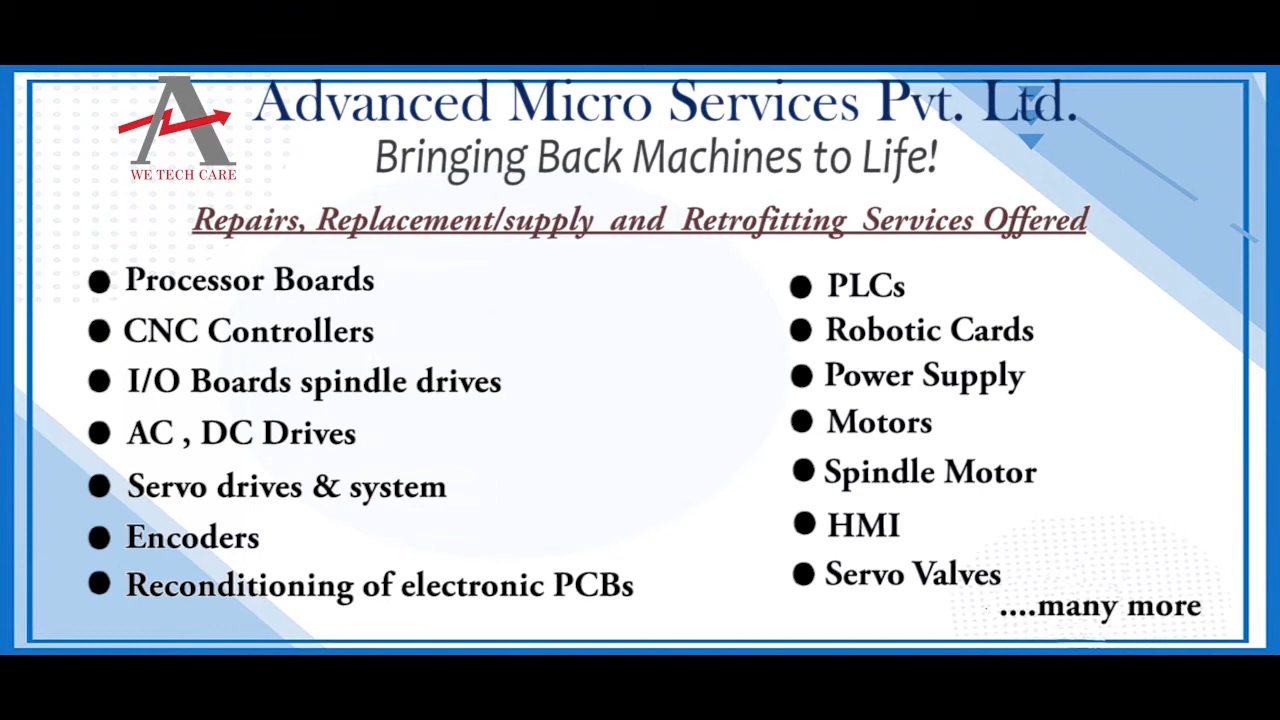 Advanced Micro Services Pvt. Ltd.
WE TECH CARE
Bringing Back Machines to Life!
Repairs, Replacement/supply and Retrofitting Services Offered
Processor Boards
CNC Controllers
I/O Boards spindle drives
AC , DC Drives
Servo drives & system
Encoders
Reconditioning of electronic PCBs
PLCs
Robotic Cards
Power Supply
Motors
Spindle Motor
HMI
Servo Valves
....many more